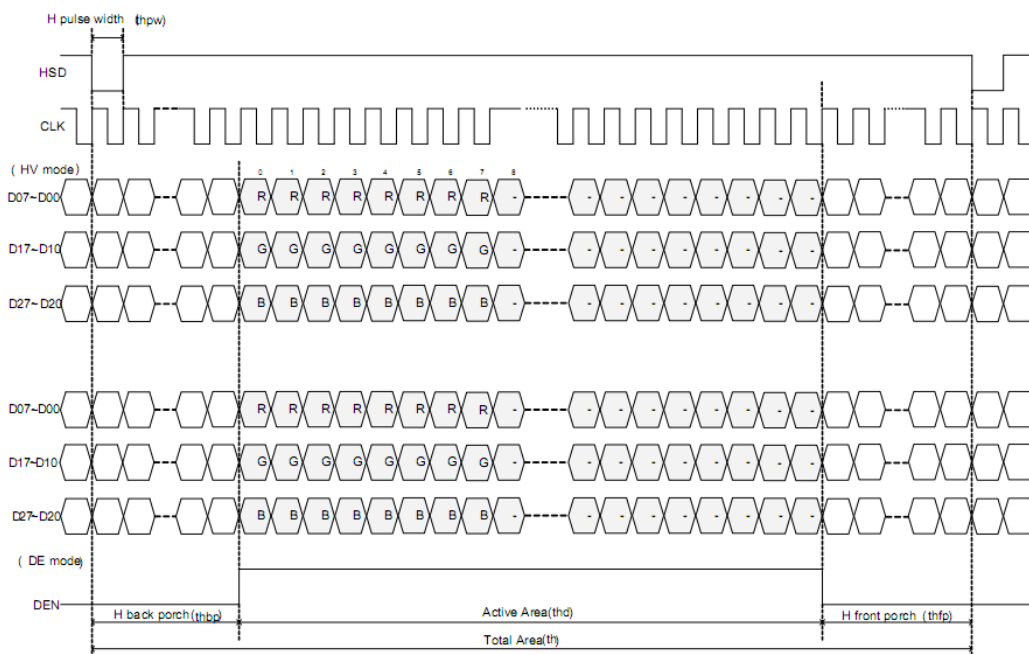 H pulse width (thpw)
HSD
CLK
( HV mode)
0 1 2 3 4 5 6 7 8
D07~D00 R R R R R R R R - - - - - - - - -
D17~D10 G G G G G G G G - - - - - - - - -
D27~D20 B B B B B B B B - - - - - - - - -
D07~D00 R R R R R R R R - - - - - - - - -
D17~D10 G G G G G G G G - - - - - - - - -
D27~D20 B B B B B B B B - - - - - - - - -
( DE mode)
DEN
H back porch (thbp) Active Area(thd) H front porch (thfp)
Total Area(th)